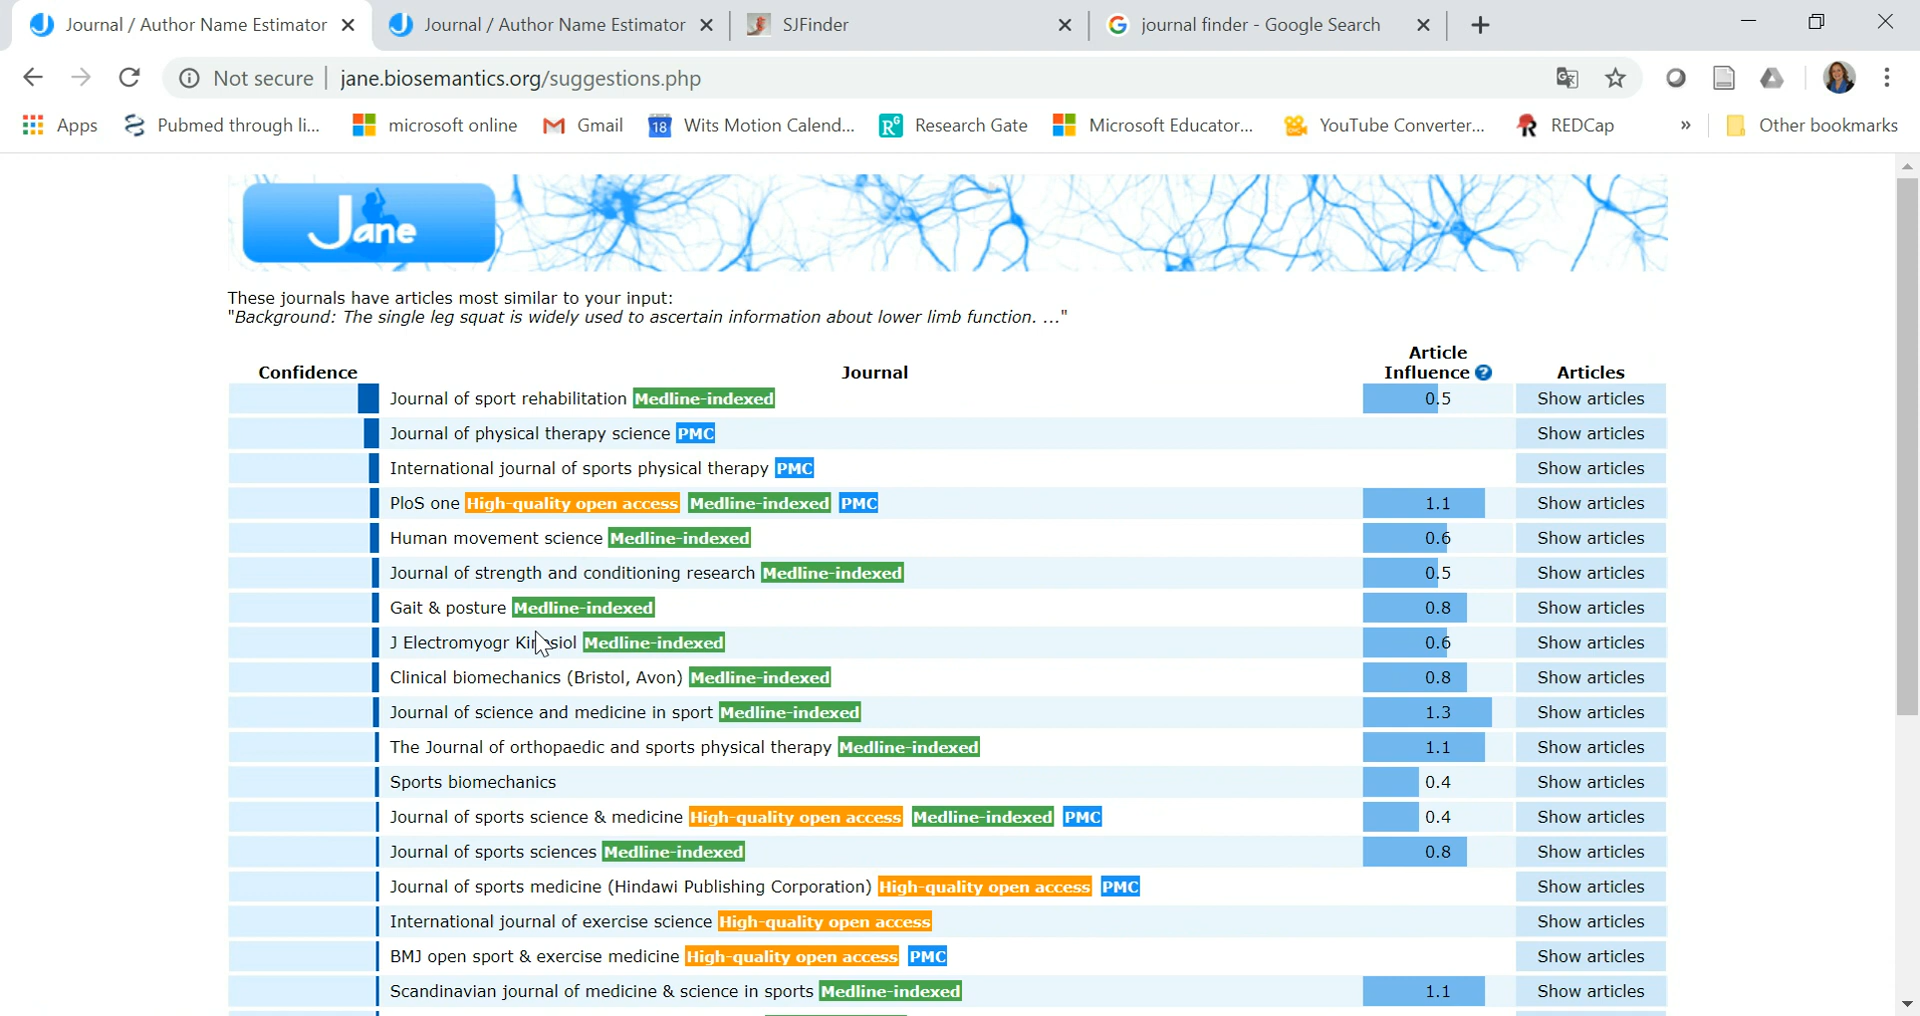 Journal / Author Name Estimator
Journal / Author Name Estimator
SJFinder
journal finder - Google Search
Not secure
jane.biosemantics.org/suggestions.php
Apps
Pubmed through li...
microsoft online
Gmail
18
Wits Motion Calend...
Research Gate
Microsoft Educator...
YouTube Converter...
REDCap
»
Other bookmarks
Jane
These journals have articles most similar to your input:
"Background: The single leg squat is widely used to ascertain information about lower limb function. ..."
Confidence Journal Article Influence ? Articles
Journal of sport rehabilitation Medline-indexed 0.5 Show articles
Journal of physical therapy science PMC Show articles
International journal of sports physical therapy PMC Show articles
PloS one High-quality open access Medline-indexed PMC 1.1 Show articles
Human movement science Medline-indexed 0.6 Show articles
Journal of strength and conditioning research Medline-indexed 0.5 Show articles
Gait & posture Medline-indexed 0.8 Show articles
J Electromyogr Medline-indexed 0.6 Show articles
Clinical biomechanics (Bristol, Avon) Medline-indexed 0.8 Show articles
Journal of science and medicine in sport Medline-indexed 1.3 Show articles
The Journal of orthopaedic and sports physical therapy Medline-indexed 1.1 Show articles
Sports biomechanics 0.4 Show articles
Journal of sports science & medicine High-quality open access Medline-indexed PMC 0.4 Show articles
Journal of sports sciences Medline-indexed 0.8 Show articles
Journal of sports medicine (Hindawi Publishing Corporation) High-quality open access PMC Show articles
International journal of exercise science High-quality open access Show articles
BMJ open sport & exercise medicine High-quality open access PMC Show articles
Scandinavian journal of medicine & science in sports Medline-indexed 1.1 Show articles